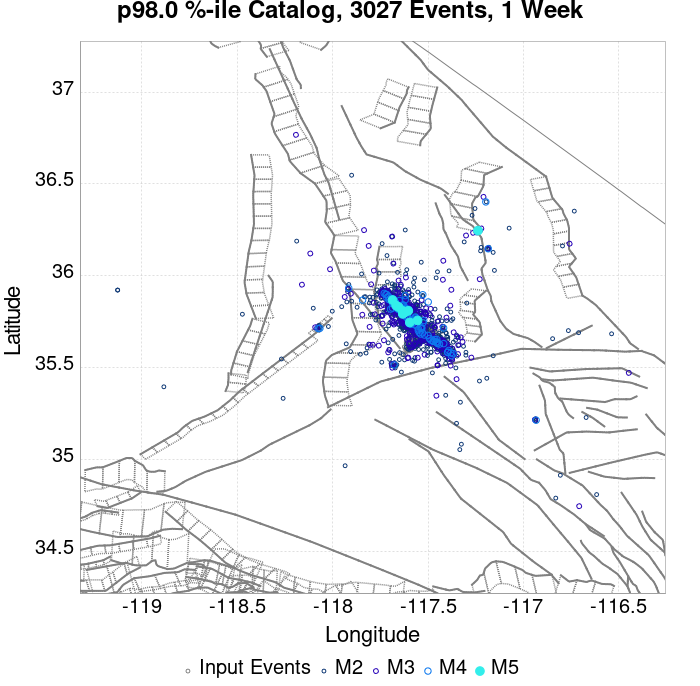 p98.0 %-ile Catalog, 3027 Events, 1 Week
37
36.5
36
35.5
35
34.5
Latitude
-119 -118.5 -118 -117.5 -117 -116.5
Longitude
Input Events M2 M3 M4 M5